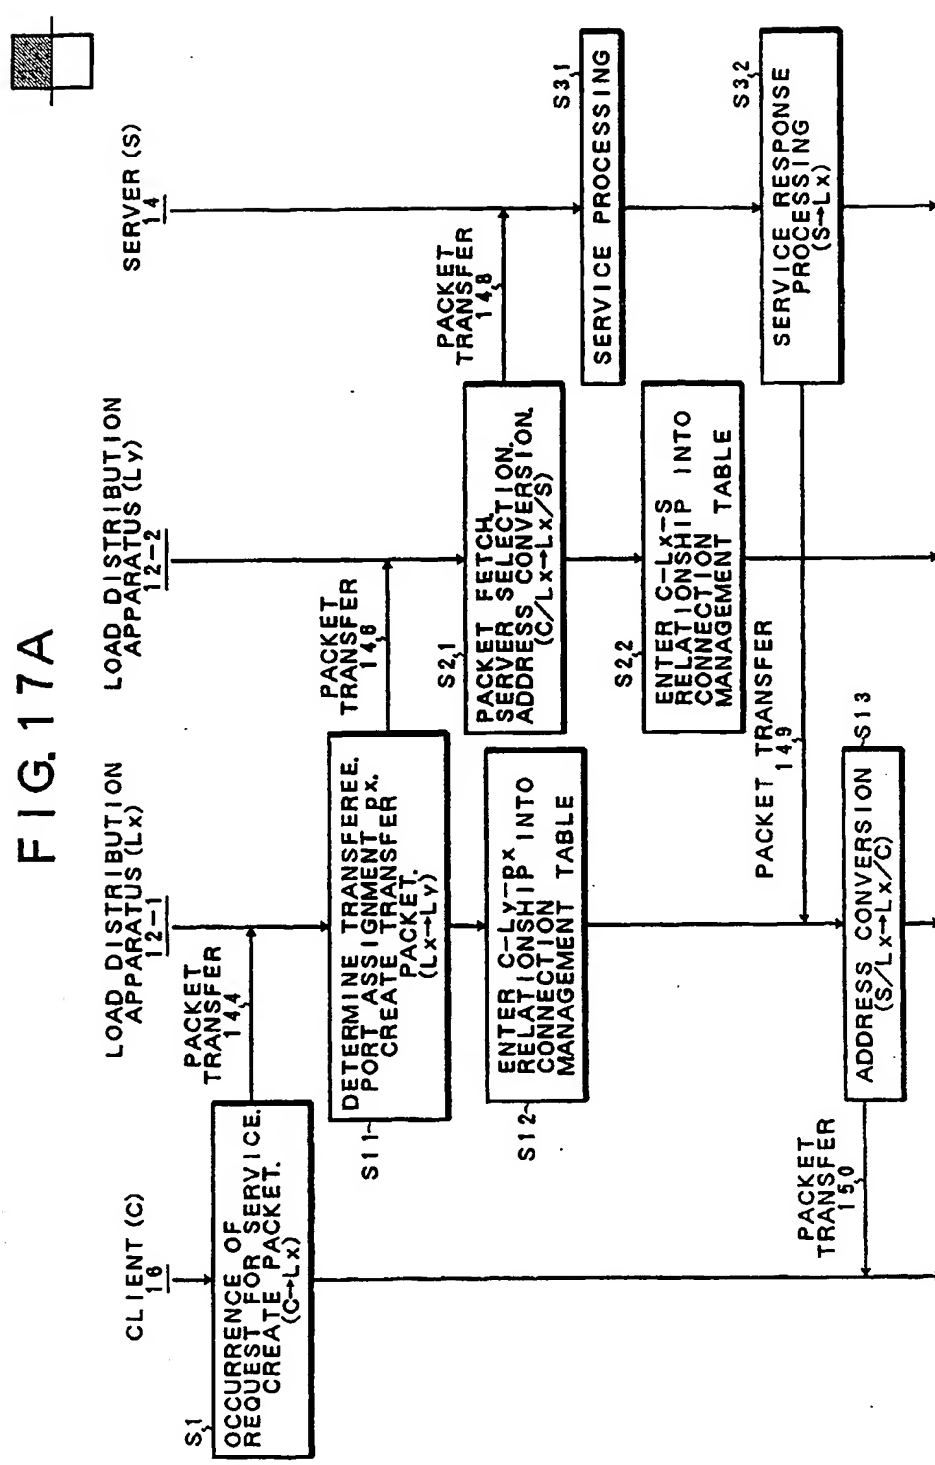 FIG. 17A
CLIENT (C)
16
LOAD DISTRIBUTION
APPARATUS (Lx)
12-1
LOAD DISTRIBUTION
APPARATUS (Ly)
12-2
SERVER (S)
14
S1
OCCURRENCE OF
REQUEST FOR SERVICE.
CREATE PACKET.
(C→Lx)
PACKET
TRANSFER
144
S11
DETERMINE TRANSFEREE.
PORT ASSIGNMENT px.
CREATE TRANSFER
PACKET.
(Lx→Ly)
PACKET
TRANSFER
146
S12
ENTER C-Ly-px
RELATIONSHIP INTO
CONNECTION
MANAGEMENT TABLE
S21
PACKET FETCH.
SERVER SELECTION.
ADDRESS CONVERSION.
(C/Lx→Lx/S)
PACKET
TRANSFER
148
S22
ENTER C-Lx-S
RELATIONSHIP INTO
CONNECTION
MANAGEMENT TABLE
S31
SERVICE PROCESSING
S32
SERVICE RESPONSE
PROCESSING
(S→Lx)
PACKET TRANSFER
149
S13
ADDRESS CONVERSION
(S/Lx→Lx/C)
PACKET
TRANSFER
150